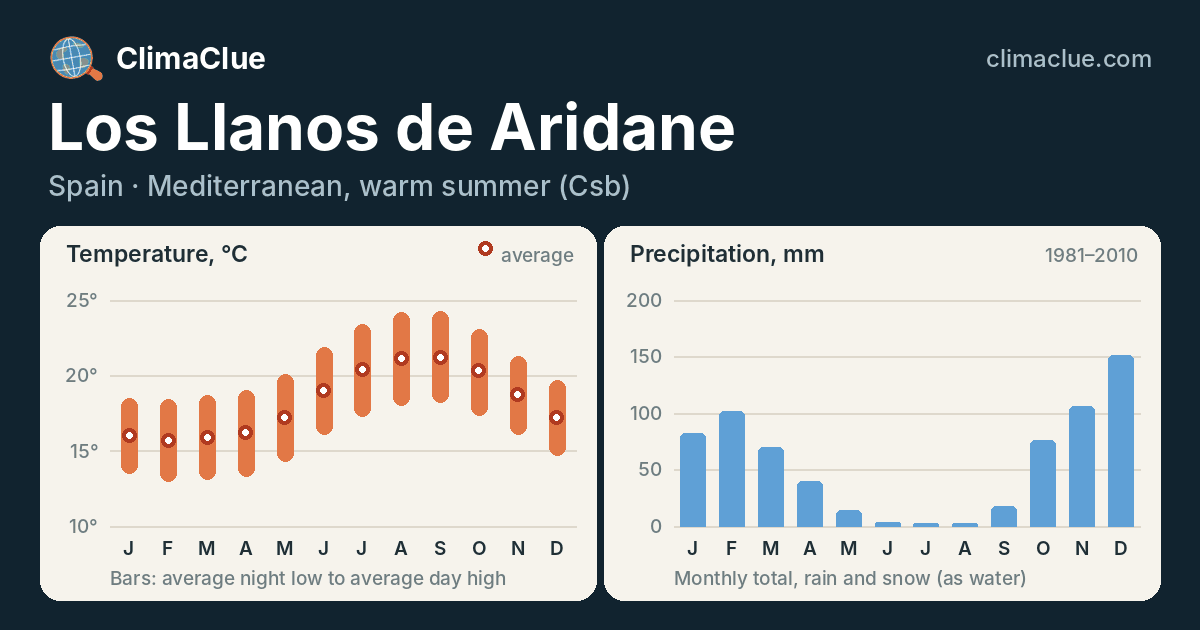 ClimaClue
climaclue.com
Los Llanos de Aridane
Spain · Mediterranean, warm summer (Csb)
Temperature, °C
average
25°
20°
15°
10°
J F M A M J J A S O N D
Bars: average night low to average day high
Precipitation, mm
1981–2010
200
150
100
50
0
J F M A M J J A S O N D
Monthly total, rain and snow (as water)